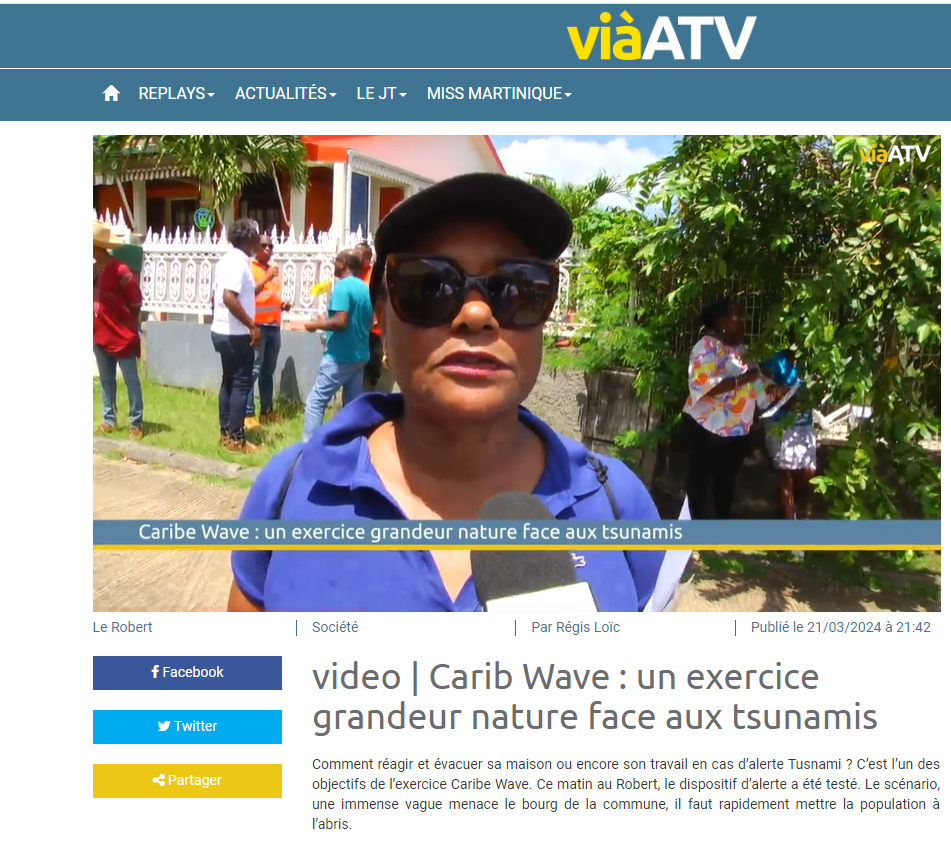 viàATV
REPLAYS
ACTUALITÉS
LE JT
MISS MARTINIQUE
viàATV
Caribe Wave : un exercice grandeur nature face aux tsunamis
Le Robert
Société
Par Régis Loïc
Publié le 21/03/2024 à 21:42
Facebook
Twitter
Partager
video | Carib Wave : un exercice
grandeur nature face aux tsunamis
Comment réagir et évacuer sa maison ou encore son travail en cas d’alerte Tusnami ? C’est l’un des
objectifs de l’exercice Caribe Wave. Ce matin au Robert, le dispositif d’alerte a été testé. Le scénario,
une immense vague menace le bourg de la commune, il faut rapidement mettre la population à
l’abris.